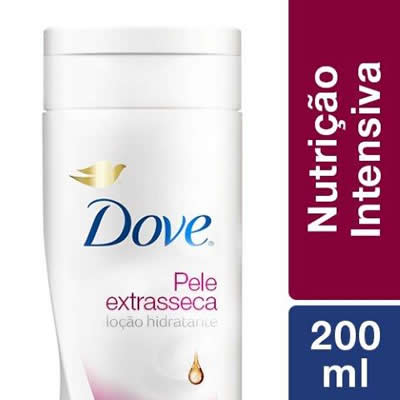 Dove
Pele
extrasseca
loção hidratante
Nutrição
Intensiva
200
ml